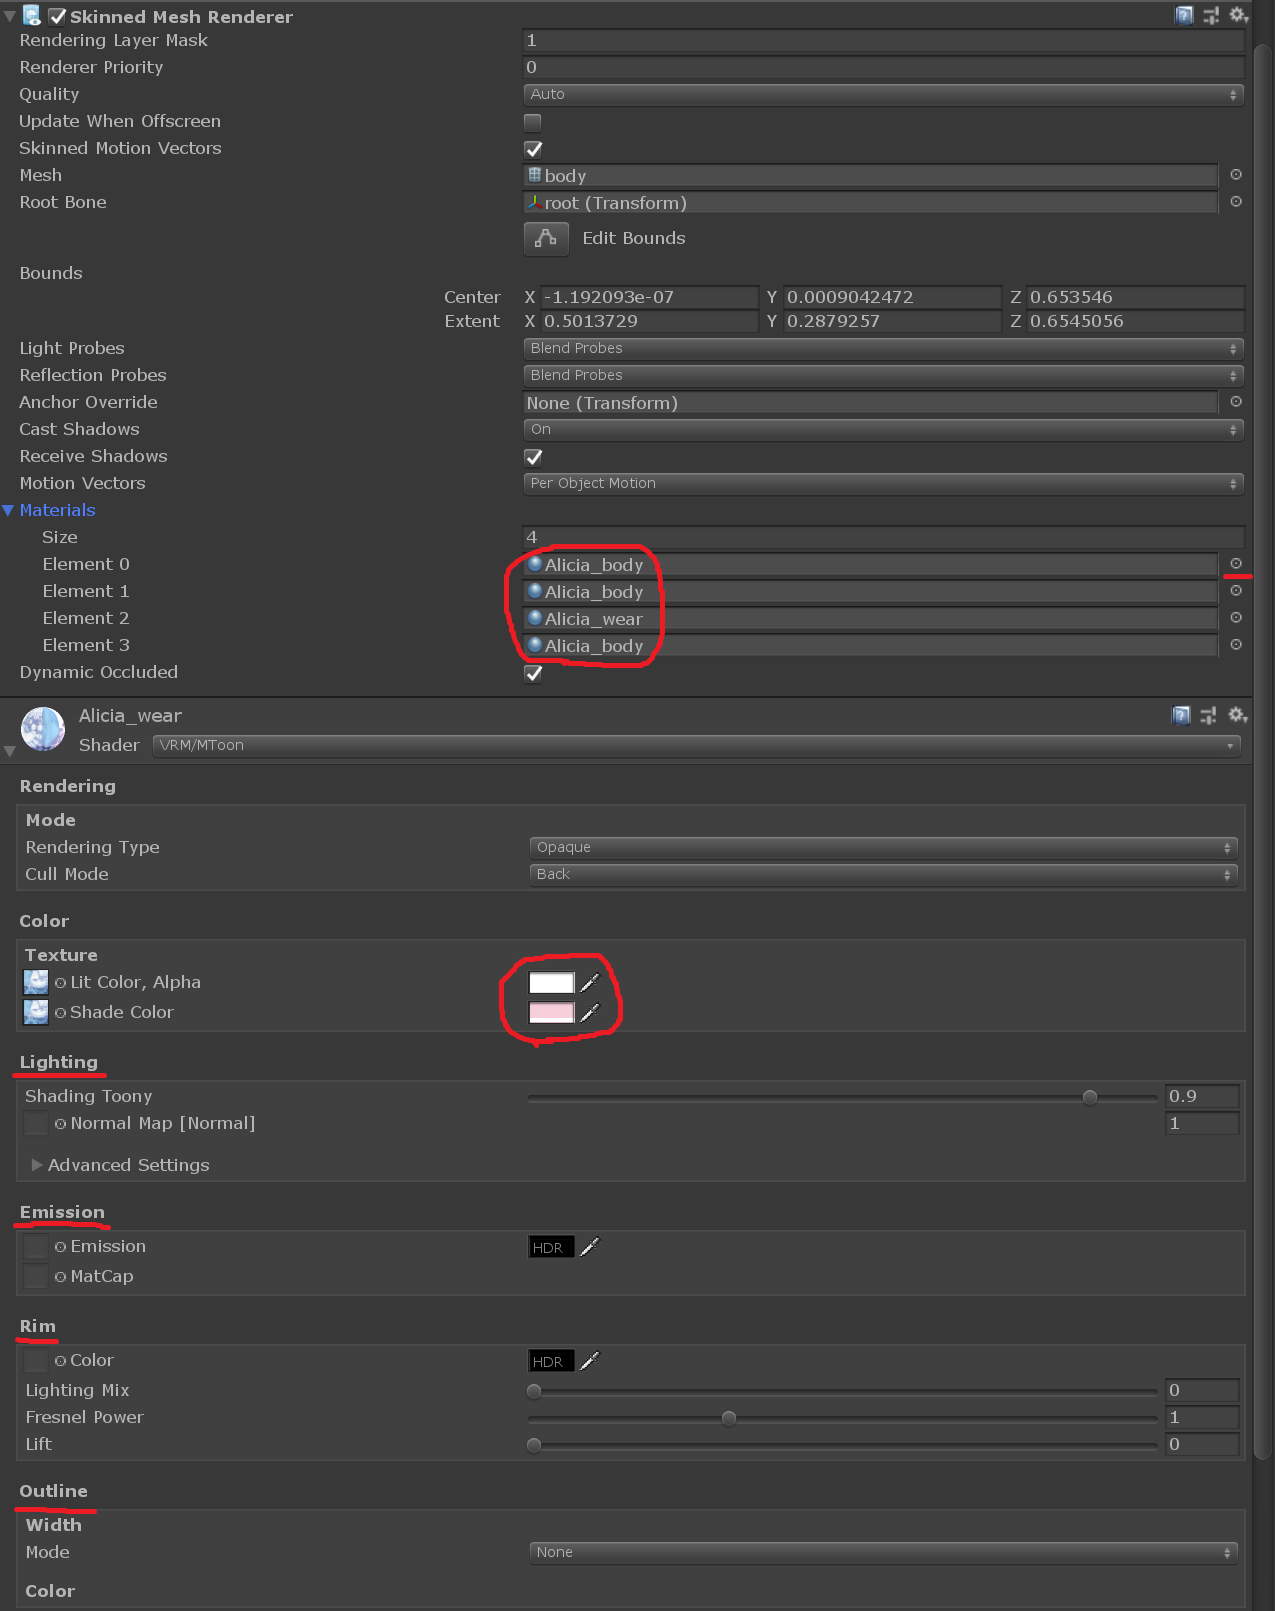 Skinned Mesh Renderer
Rendering Layer Mask 1
Renderer Priority 0
Quality Auto
Update When Offscreen
Skinned Motion Vectors
Mesh body
Root Bone root (Transform)
Edit Bounds
Bounds
Center X -1.192093e-07 Y 0.0009042472 Z 0.653546
Extent X 0.5013729 Y 0.2879257 Z 0.6545056
Light Probes Blend Probes
Reflection Probes Blend Probes
Anchor Override None (Transform)
Cast Shadows On
Receive Shadows
Motion Vectors Per Object Motion
Materials
Size 4
Element 0 Alicia_body
Element 1 Alicia_body
Element 2 Alicia_wear
Element 3 Alicia_body
Dynamic Occluded
Alicia_wear
Shader VRM/MToon
Rendering
Mode
Rendering Type Opaque
Cull Mode Back
Color
Texture
Lit Color, Alpha
Shade Color
Lighting
Shading Toony 0.9
Normal Map [Normal] 1
Advanced Settings
Emission
Emission HDR
MatCap
Rim
Color HDR
Lighting Mix 0
Fresnel Power 1
Lift 0
Outline
Width
Mode None
Color